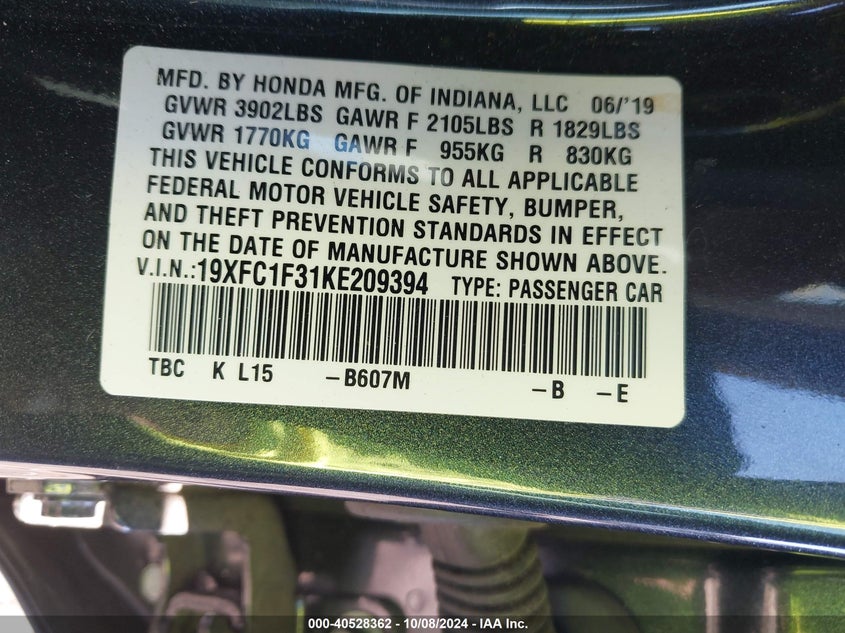 MFD. BY HONDA MFG. OF INDIANA, LLC 06/'19
GVWR 3902LBS GAWR F 2105LBS R 1829LBS
GVWR 1770KG GAWR F 955KG R 830KG
THIS VEHICLE CONFORMS TO ALL APPLICABLE
FEDERAL MOTOR VEHICLE SAFETY, BUMPER,
AND THEFT PREVENTION STANDARDS IN EFFECT
ON THE DATE OF MANUFACTURE SHOWN ABOVE.
V.I.N.:19XFC1F31KE209394 TYPE: PASSENGER CAR
TBC K L15 -B607M -B -E
000-40528362 - 10/08/2024 - IAA Inc.